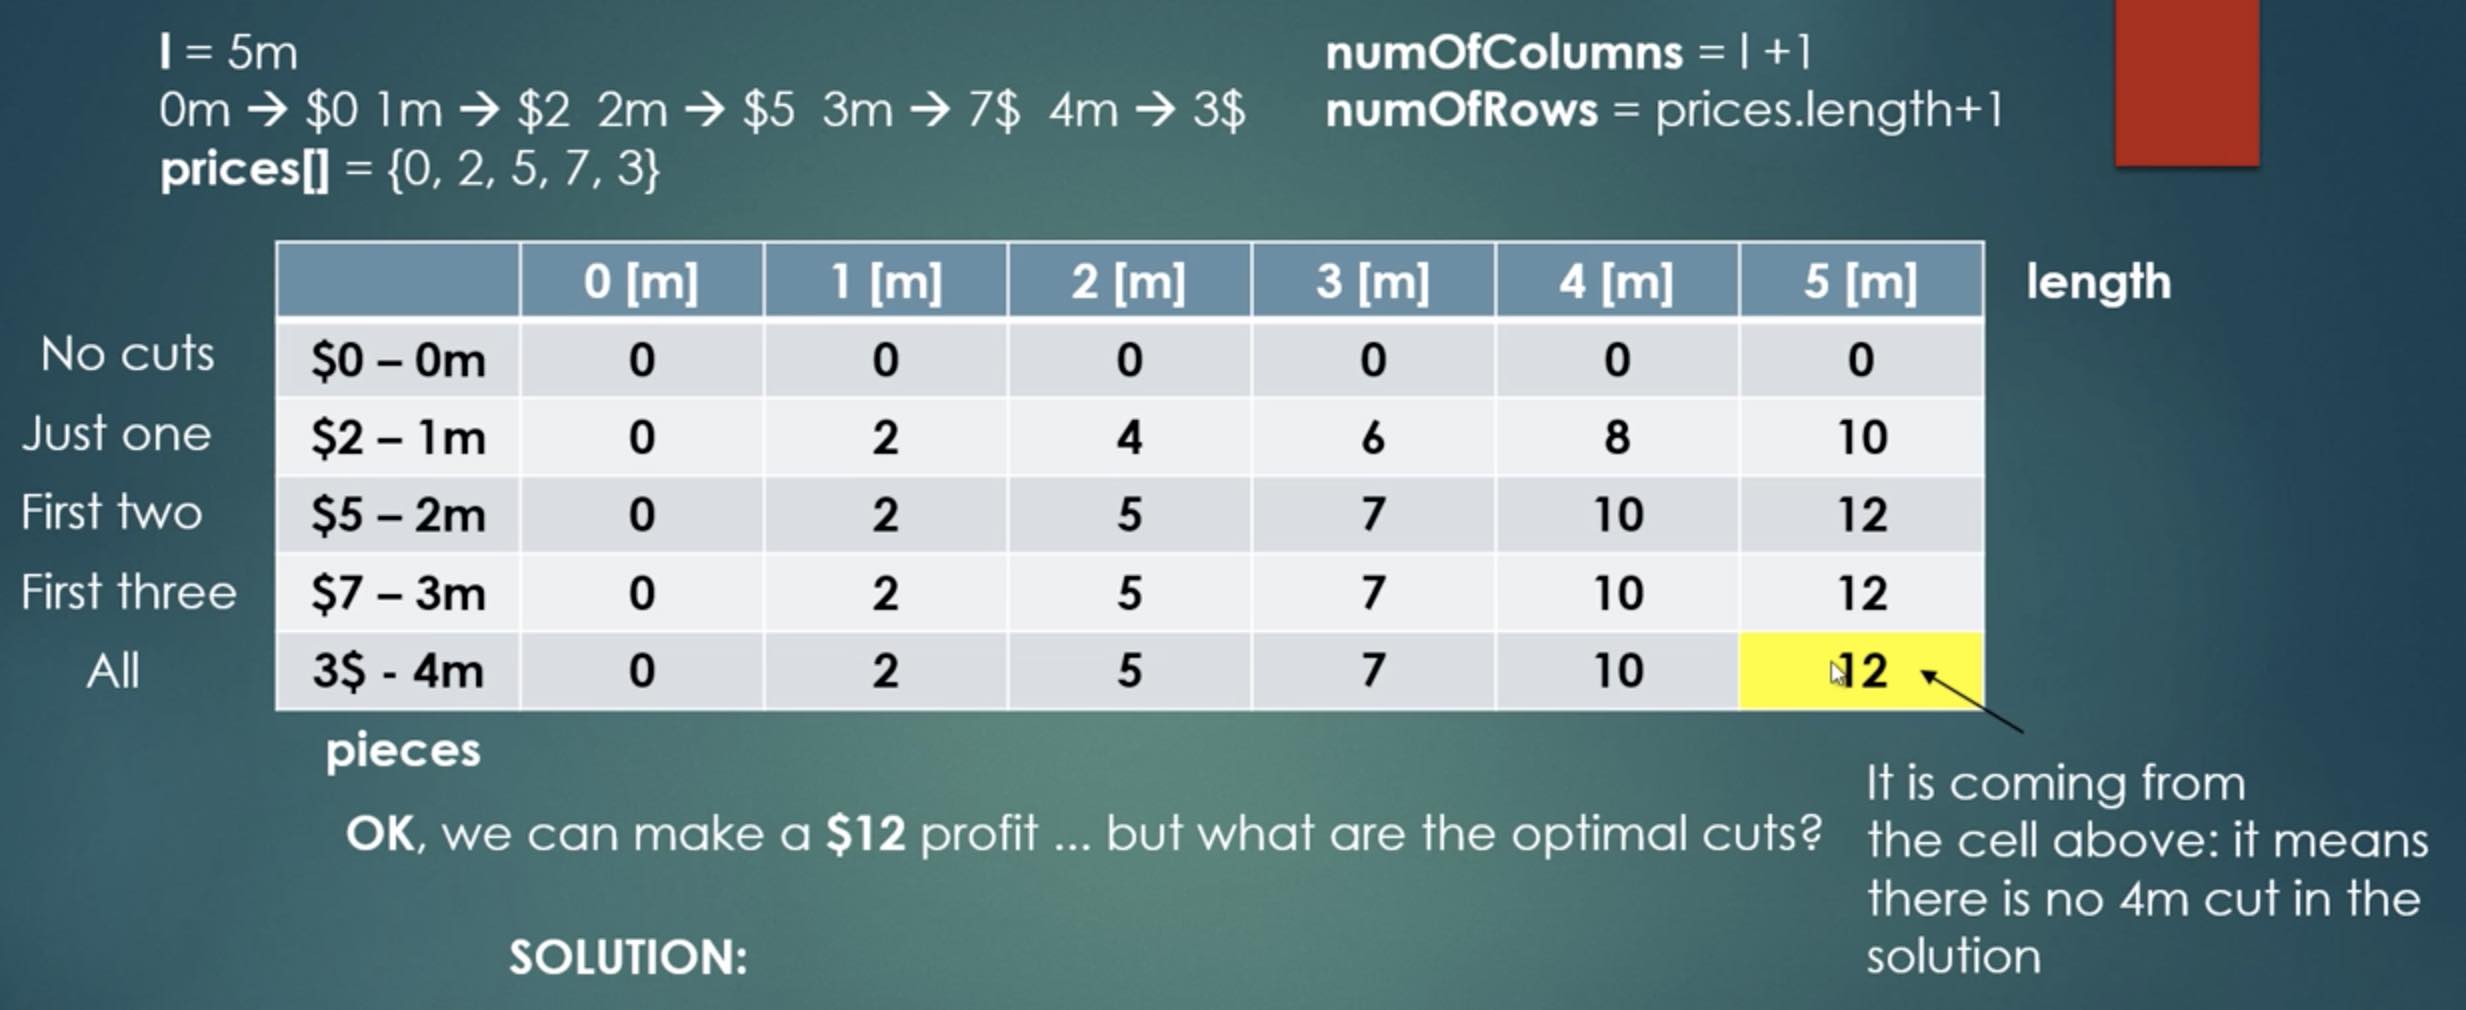 l = 5m
0m → $0 1m → $2 2m → $5 3m → 7$ 4m → 3$
prices[] = {0, 2, 5, 7, 3}
numOfColumns = l +1
numOfRows = prices.length+1
0 [m] 1 [m] 2 [m] 3 [m] 4 [m] 5 [m] length
No cuts $0 – 0m 0 0 0 0 0 0
Just one $2 – 1m 0 2 4 6 8 10
First two $5 – 2m 0 2 5 7 10 12
First three $7 – 3m 0 2 5 7 10 12
All 3$ - 4m 0 2 5 7 10 12
pieces
OK, we can make a $12 profit ... but what are the optimal cuts?
It is coming from
the cell above: it means
there is no 4m cut in the
solution
SOLUTION: